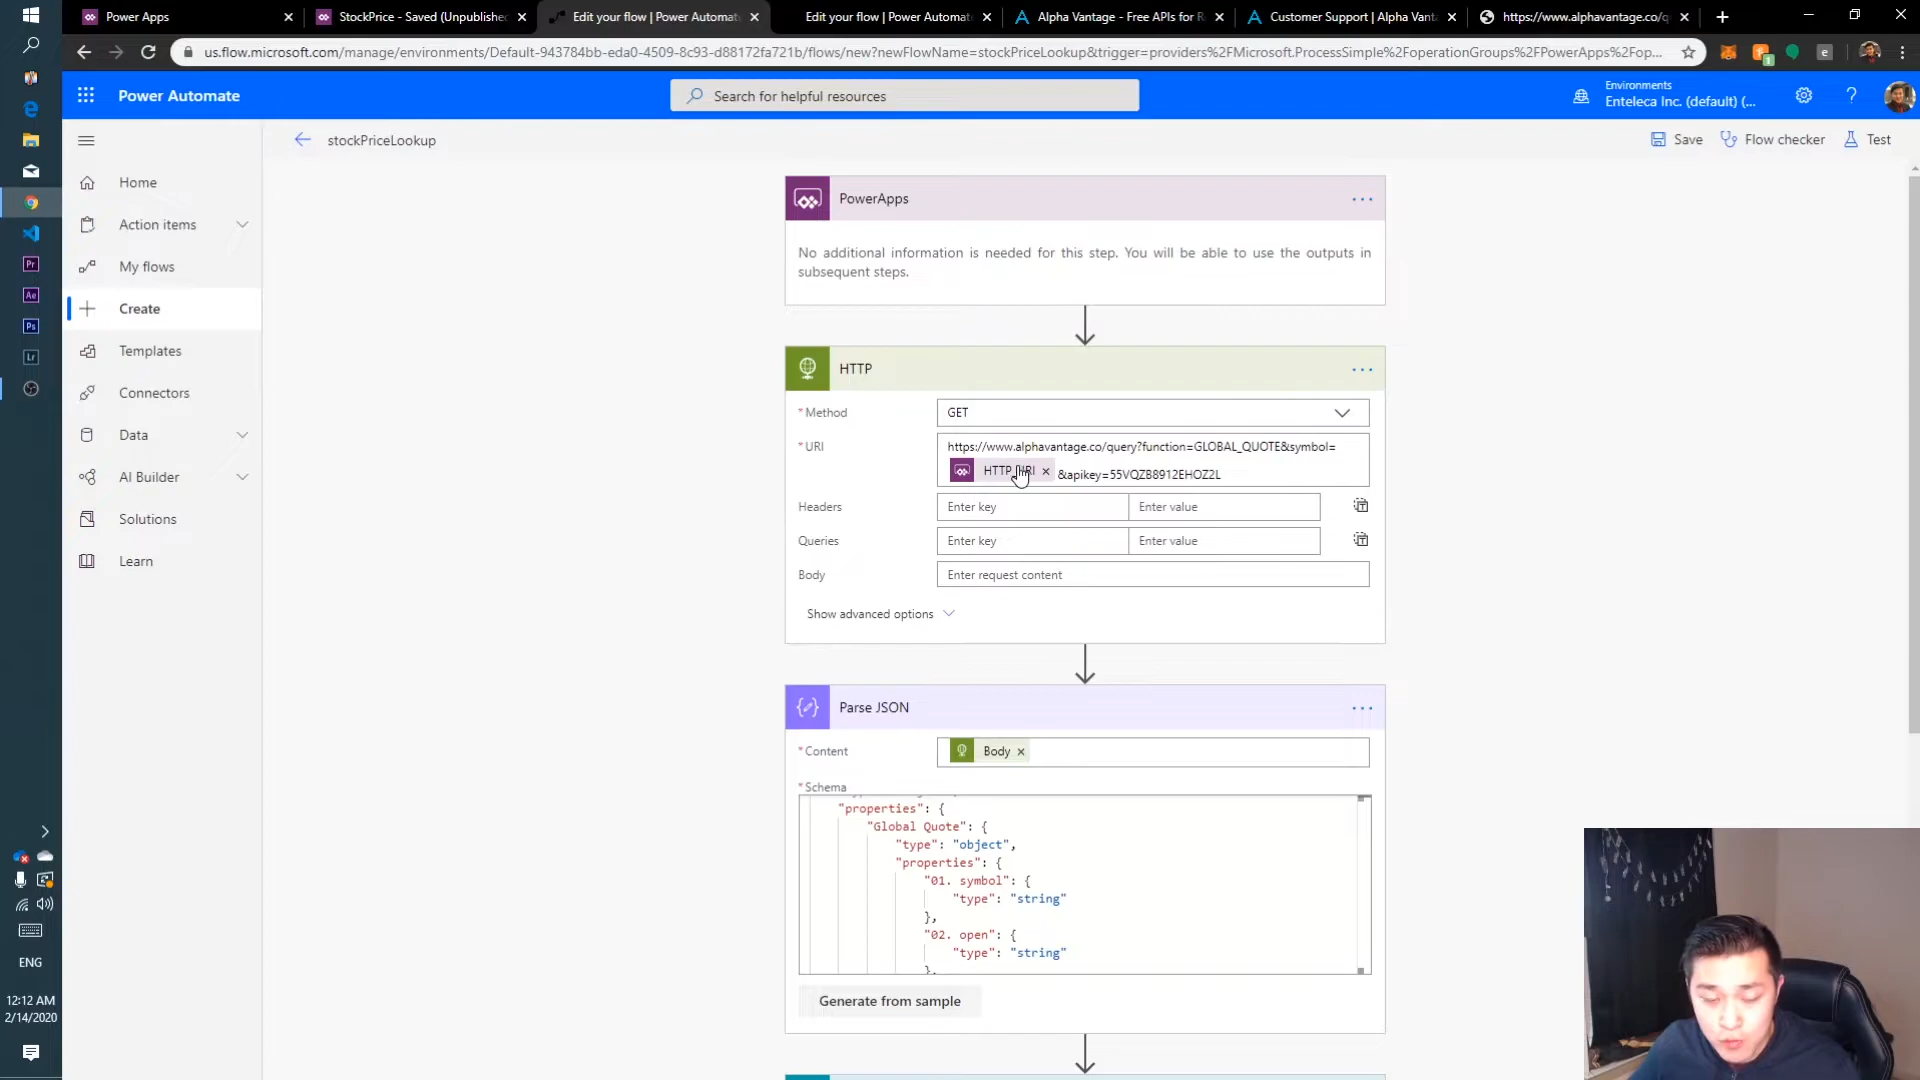 Power Apps
StockPrice - Saved (Unpublishe
Edit your flow | Power Automat
Edit your flow | Power Automat
Alpha Vantage - Free APIs for R
Customer Support | Alpha Vant
https://www.alphavantage.co/q
us.flow.microsoft.com/manage/environments/Default-943784bb-eda0-4509-8c93-d88172fa721b/flows/new?newFlowName=stockPriceLookup&trigger=providers%2FMicrosoft.ProcessSimple%2FoperationGroups%2FPowerApps%2Fop...
Power Automate
Search for helpful resources
Environments
Enteleca Inc. (default) (...
stockPriceLookup
Save
Flow checker
Test
Home
Action items
My flows
Create
Templates
Connectors
Data
AI Builder
Solutions
Learn
PowerApps
No additional information is needed for this step. You will be able to use the outputs in
subsequent steps.
HTTP
* Method
GET
* URI
https://www.alphavantage.co/query?function=GLOBAL_QUOTE&symbol=
HTTP_URI × &apikey=55VQZB8912EHOZ2L
Headers
Enter key
Enter value
Queries
Enter key
Enter value
Body
Enter request content
Show advanced options
Parse JSON
* Content
Body ×
* Schema
"properties": {
"Global Quote": {
"type": "object",
"properties": {
"01. symbol": {
"type": "string"
},
"02. open": {
"type": "string"
},
Generate from sample
Pr
Ae
Ps
Lr
ENG
12:12 AM
2/14/2020